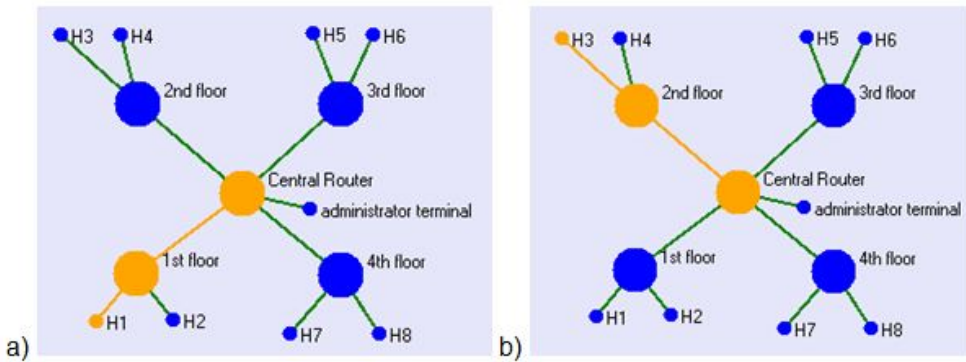 H3
H4
H5
H6
2nd floor
3rd floor
Central Router
administrator terminal
1st floor
4th floor
H1
H2
H7
H8
a)
H3
H4
H5
H6
2nd floor
3rd floor
Central Router
administrator terminal
1st floor
4th floor
H1
H2
H7
H8
b)